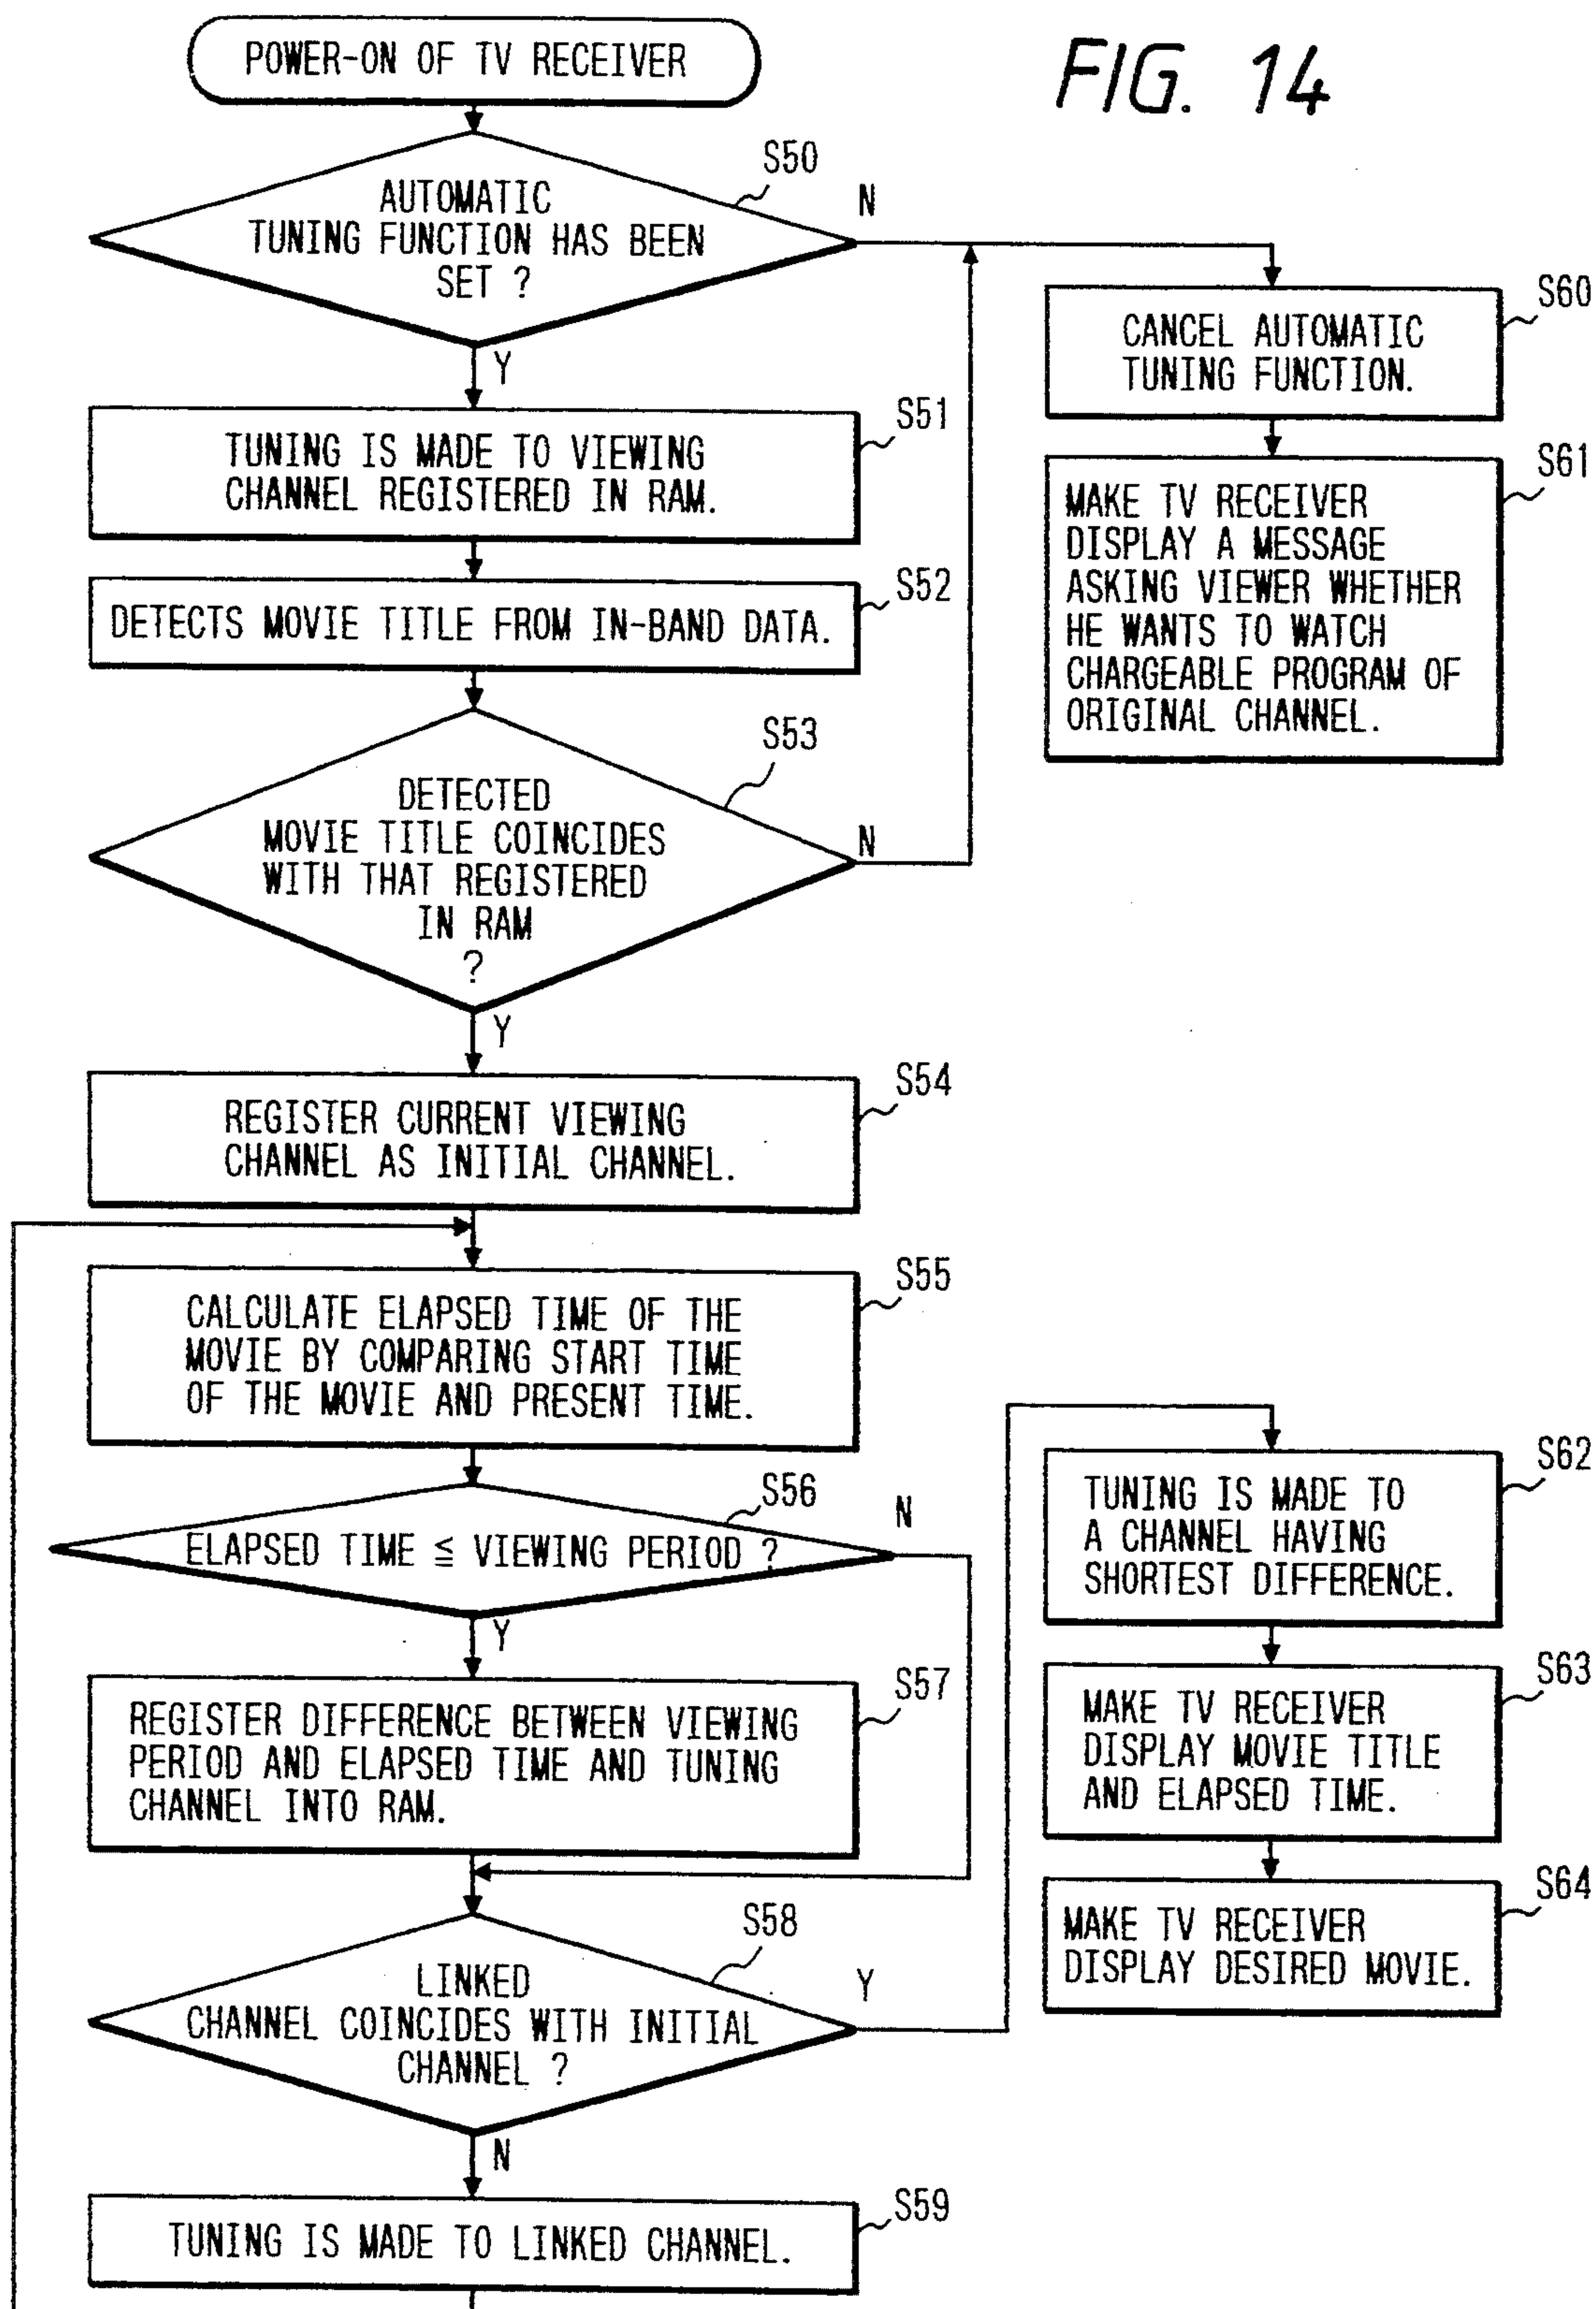 POWER-ON OF TV RECEIVER
FIG. 14
S50
AUTOMATIC
TUNING FUNCTION HAS BEEN
SET ?
N
Y
S60
CANCEL AUTOMATIC
TUNING FUNCTION.
S51
TUNING IS MADE TO VIEWING
CHANNEL REGISTERED IN RAM.
S61
MAKE TV RECEIVER
DISPLAY A MESSAGE
ASKING VIEWER WHETHER
HE WANTS TO WATCH
CHARGEABLE PROGRAM OF
ORIGINAL CHANNEL.
S52
DETECTS MOVIE TITLE FROM IN-BAND DATA.
S53
DETECTED
MOVIE TITLE COINCIDES
WITH THAT REGISTERED
IN RAM
?
N
Y
S54
REGISTER CURRENT VIEWING
CHANNEL AS INITIAL CHANNEL.
S55
CALCULATE ELAPSED TIME OF THE
MOVIE BY COMPARING START TIME
OF THE MOVIE AND PRESENT TIME.
S56
ELAPSED TIME ≦ VIEWING PERIOD ?
N
Y
S57
REGISTER DIFFERENCE BETWEEN VIEWING
PERIOD AND ELAPSED TIME AND TUNING
CHANNEL INTO RAM.
S58
LINKED
CHANNEL COINCIDES WITH INITIAL
CHANNEL ?
Y
N
S59
TUNING IS MADE TO LINKED CHANNEL.
S62
TUNING IS MADE TO
A CHANNEL HAVING
SHORTEST DIFFERENCE.
S63
MAKE TV RECEIVER
DISPLAY MOVIE TITLE
AND ELAPSED TIME.
S64
MAKE TV RECEIVER
DISPLAY DESIRED MOVIE.